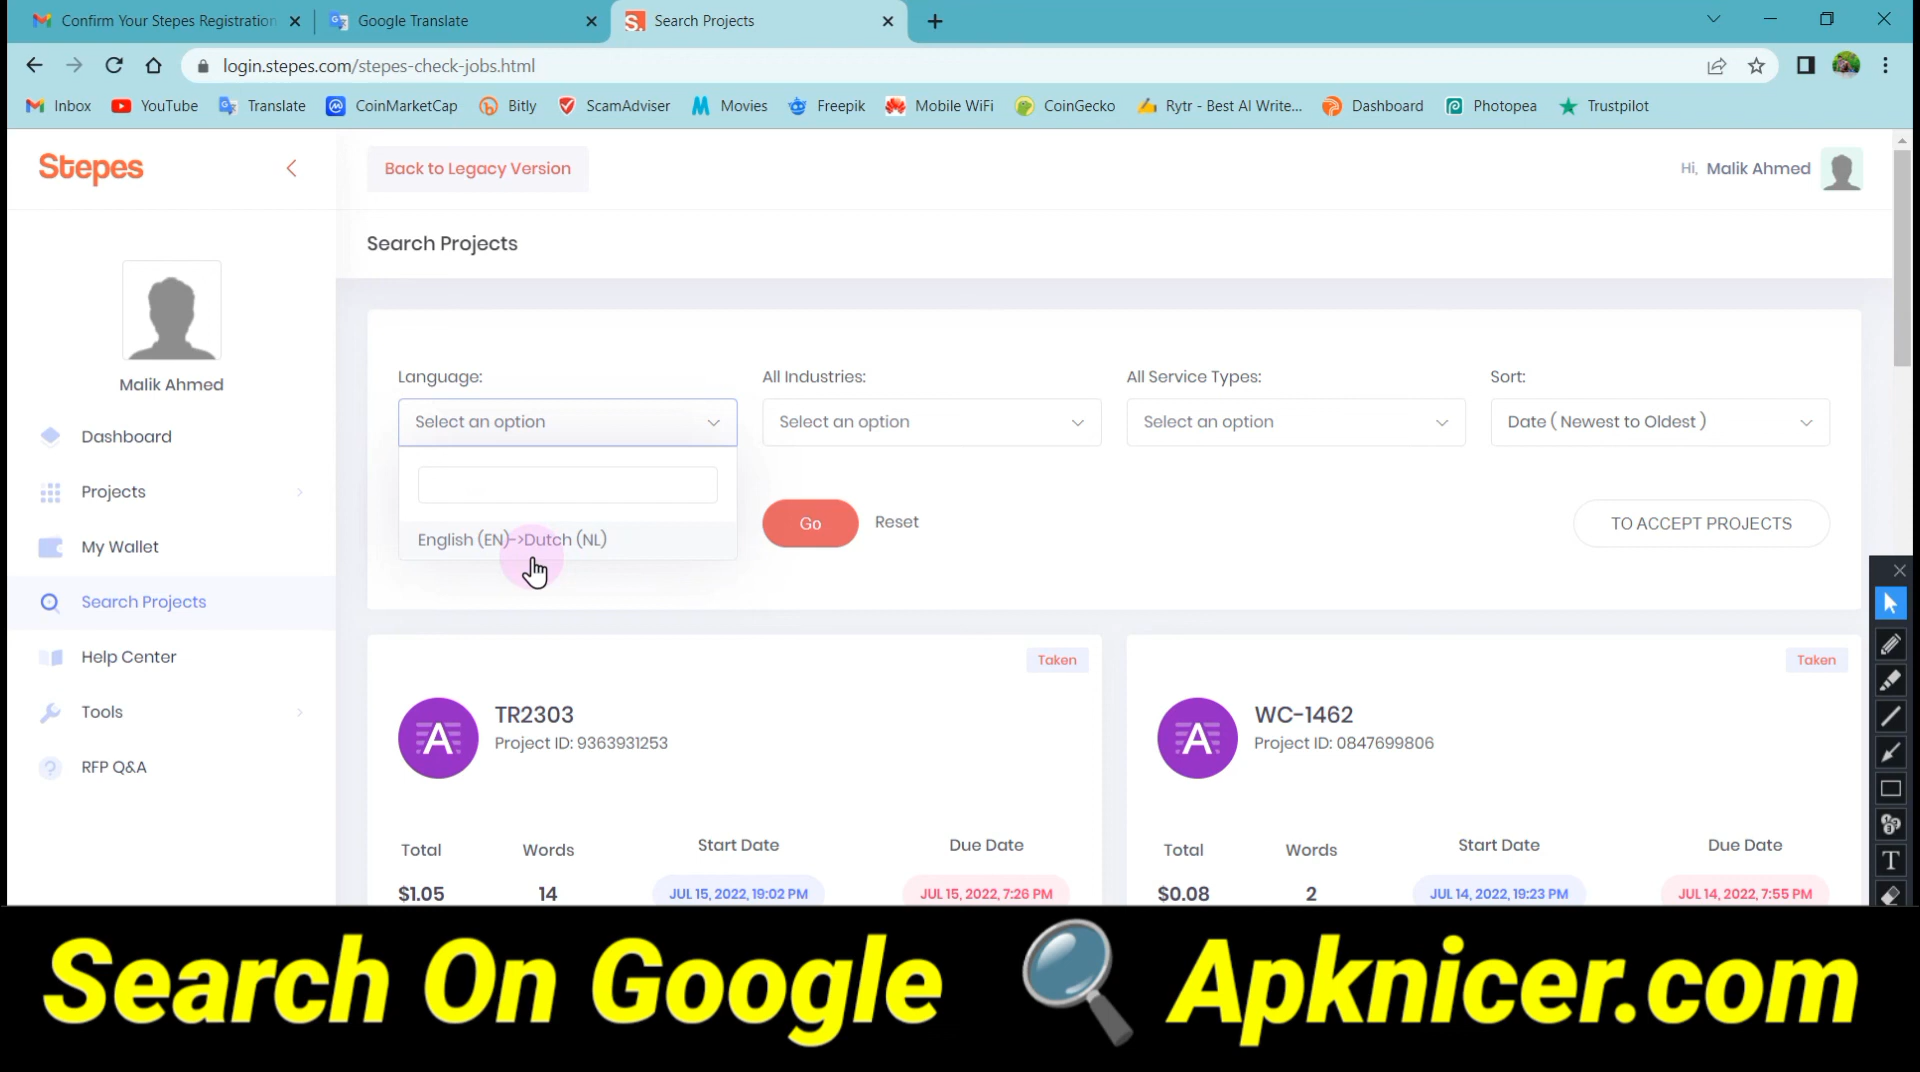 Confirm Your Stepes Registration
Google Translate
Search Projects
login.stepes.com/stepes-check-jobs.html
Inbox
YouTube
Translate
CoinMarketCap
Bitly
ScamAdviser
Movies
Freepik
Mobile WiFi
CoinGecko
Rytr - Best AI Write...
Dashboard
Photopea
Trustpilot
Stepes
Back to Legacy Version
Hi, Malik Ahmed
Search Projects
Malik Ahmed
Dashboard
Projects
My Wallet
Search Projects
Help Center
Tools
RFP Q&A
Language:
All Industries:
All Service Types:
Sort:
Select an option
Select an option
Select an option
Date ( Newest to Oldest )
English (EN)->Dutch (NL)
Go
Reset
TO ACCEPT PROJECTS
Taken
A
TR2303
Project ID: 9363931253
Total
Words
Start Date
Due Date
$1.05
14
JUL 15, 2022, 19:02 PM
JUL 15, 2022, 7:26 PM
Taken
A
WC-1462
Project ID: 0847699806
Total
Words
Start Date
Due Date
$0.08
2
JUL 14, 2022, 19:23 PM
JUL 14, 2022, 7:55 PM
T
Search On Google Apknicer.com